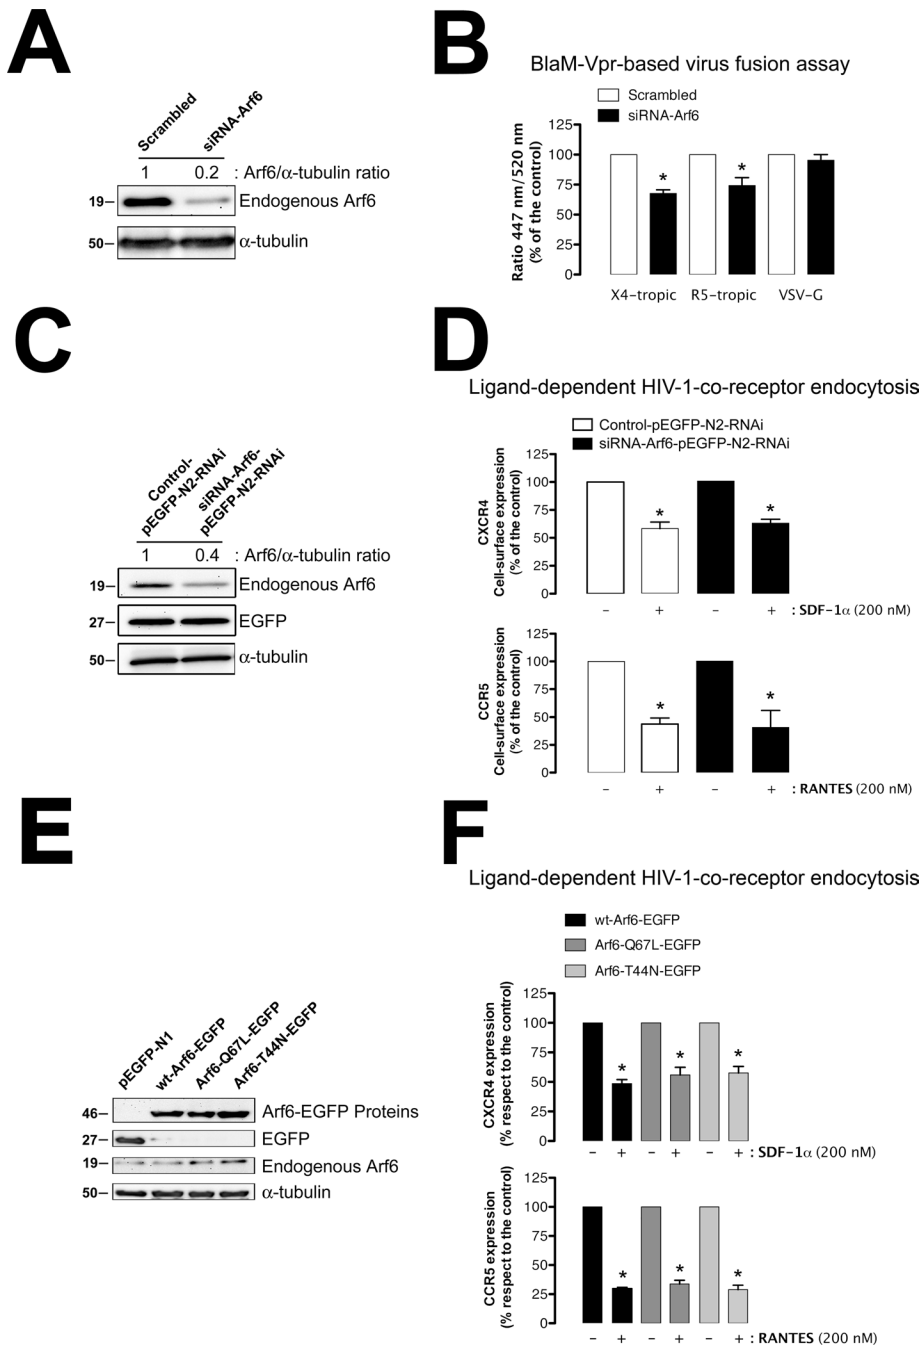 A
Scrambled
siRNA-Arf6
1 0.2 : Arf6/α-tubulin ratio
19 Endogenous Arf6
50 α-tubulin
B
BlaM-Vpr-based virus fusion assay
Scrambled
siRNA-Arf6
Ratio 447 nm/520 nm
(% of the control)
125
100
75
50
25
0
* *
X4-tropic R5-tropic VSV-G
C
Control-
pEGFP-N2-RNAi
siRNA-Arf6-
pEGFP-N2-RNAi
1 0.4 : Arf6/α-tubulin ratio
19 Endogenous Arf6
27 EGFP
50 α-tubulin
D
Ligand-dependent HIV-1-co-receptor endocytosis
Control-pEGFP-N2-RNAi
siRNA-Arf6-pEGFP-N2-RNAi
CXCR4
Cell-surface expression
(% of the control)
125
100
75
50
25
0
* *
– + – + : SDF-1α (200 nM)
CCR5
Cell-surface expression
(% of the control)
125
100
75
50
25
0
* *
– + – + : RANTES (200 nM)
E
pEGFP-N1
wt-Arf6-EGFP
Arf6-Q67L-EGFP
Arf6-T44N-EGFP
46 Arf6-EGFP Proteins
27 EGFP
19 Endogenous Arf6
50 α-tubulin
F
Ligand-dependent HIV-1-co-receptor endocytosis
wt-Arf6-EGFP
Arf6-Q67L-EGFP
Arf6-T44N-EGFP
CXCR4 expression
(% respect to the control)
125
100
75
50
25
0
* * *
– + – + – + : SDF-1α (200 nM)
CCR5 expression
(% respect to the control)
125
100
75
50
25
0
* * *
– + – + – + : RANTES (200 nM)